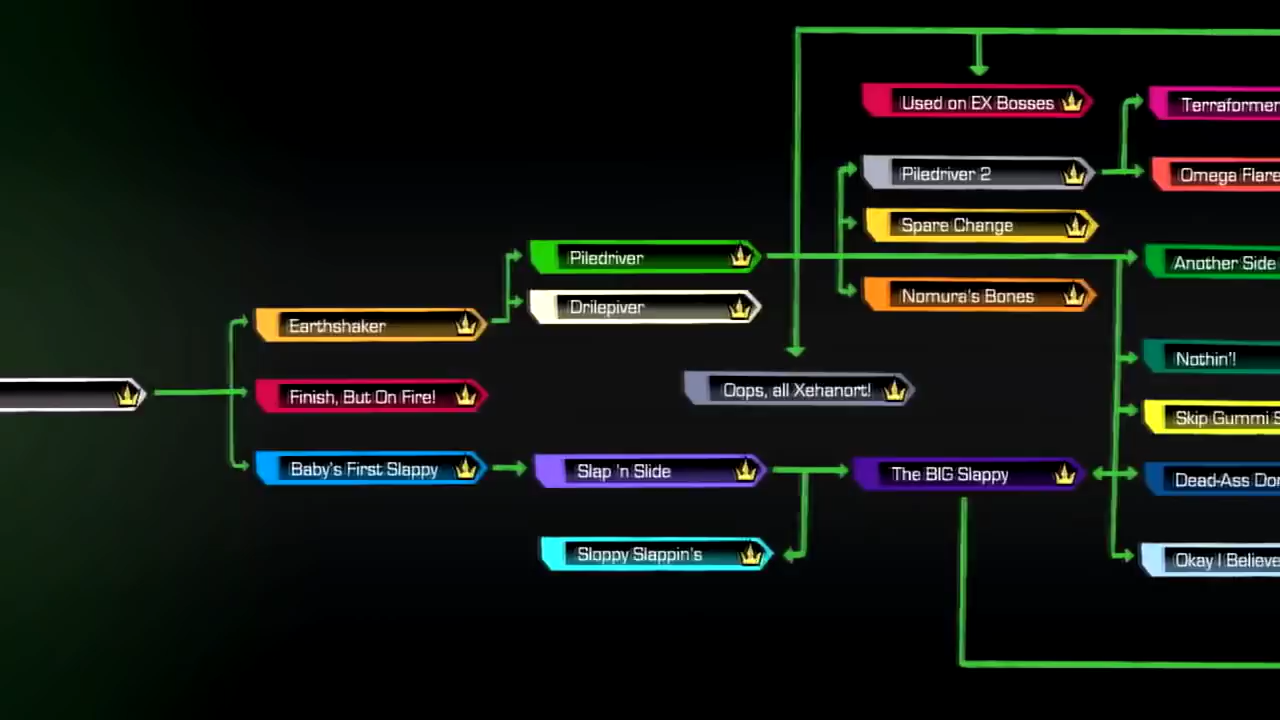 Used on EX Bosses
Terraformer
Piledriver 2
Omega Flare
Spare Change
Piledriver
Another Side
Nomura's Bones
Drilepiver
Earthshaker
Nothin'!
Oops, all Xehanort!
Finish, But On Fire!
Skip Gummi S
Baby's First Slappy
Slap 'n Slide
The BIG Slappy
Dead-Ass Don
Sloppy Slappin's
Okay I Believe